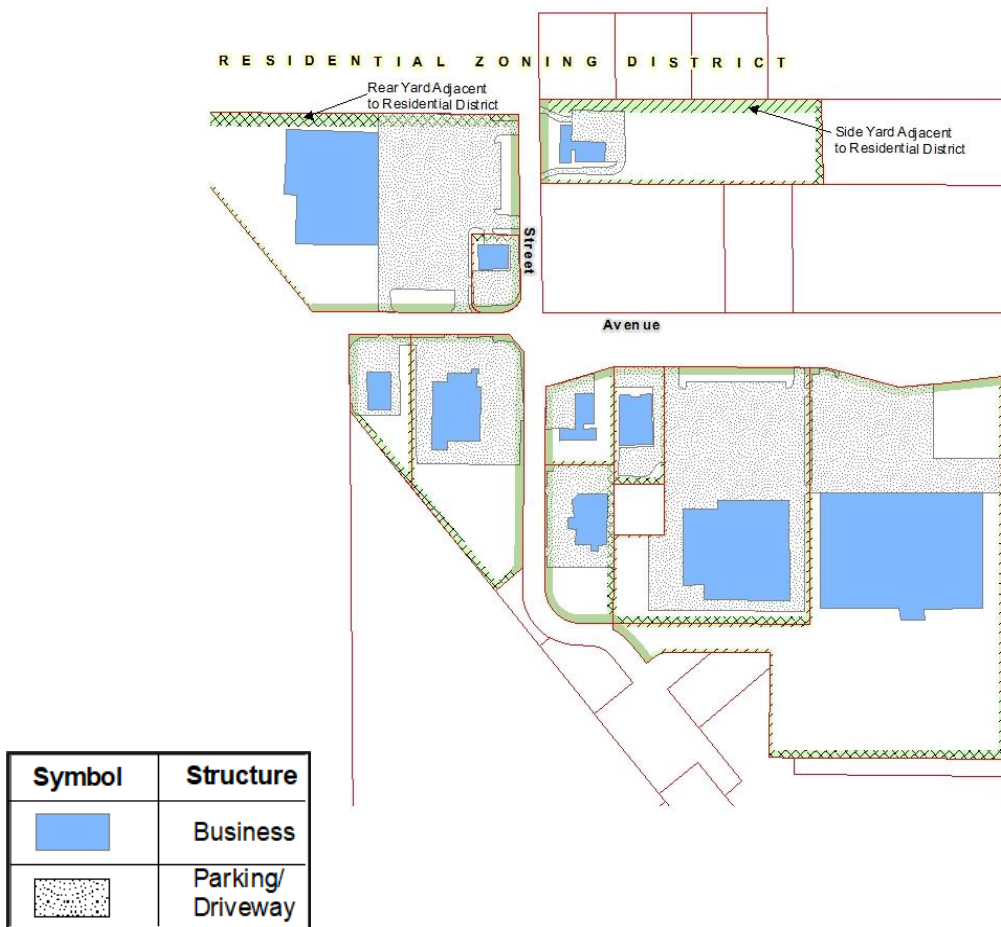 RESIDENTIAL ZONING DISTRICT
Rear Yard Adjacent
to Residential District
Side Yard Adjacent
to Residential District
Street
Avenue
Symbol Structure
Business
Parking/
Driveway